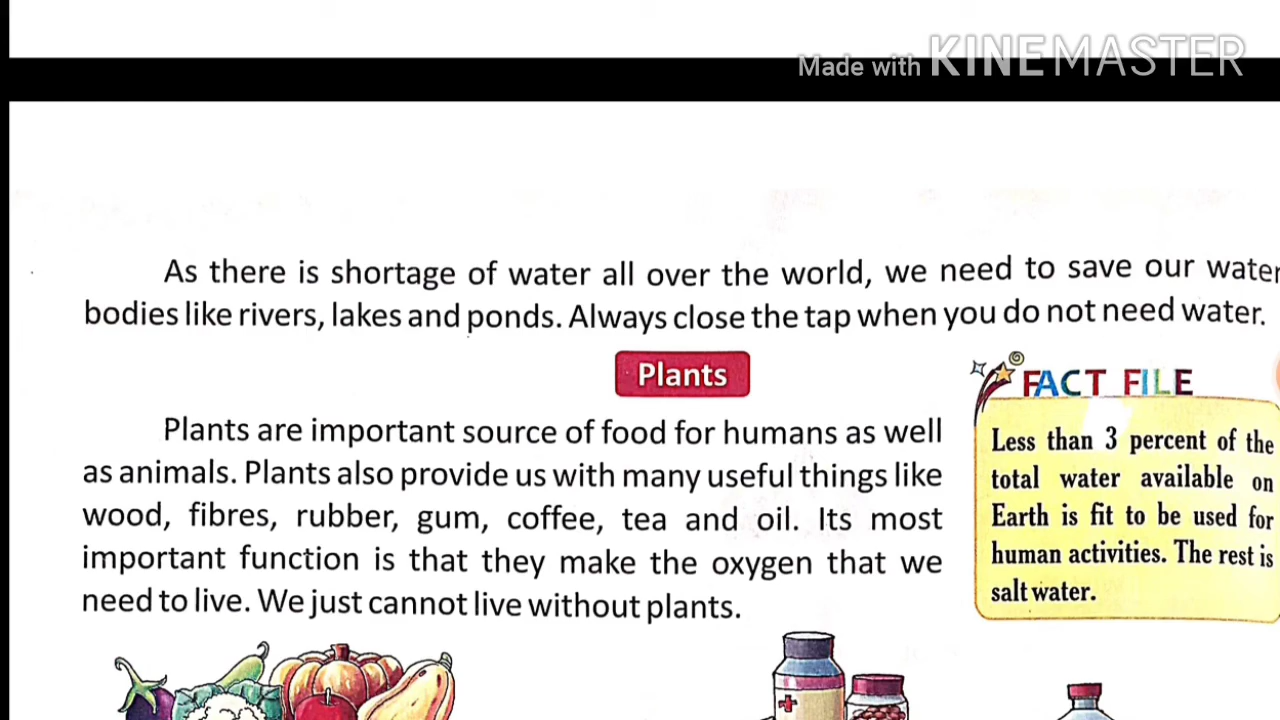 Made with KINEMASTER
As there is shortage of water all over the world, we need to save our water
bodies like rivers, lakes and ponds. Always close the tap when you do not need water.
Plants
Plants are important source of food for humans as well
as animals. Plants also provide us with many useful things like
wood, fibres, rubber, gum, coffee, tea and oil. Its most
important function is that they make the oxygen that we
need to live. We just cannot live without plants.
FACT FILE
Less than 3 percent of the
total water available on
Earth is fit to be used for
human activities. The rest is
salt water.